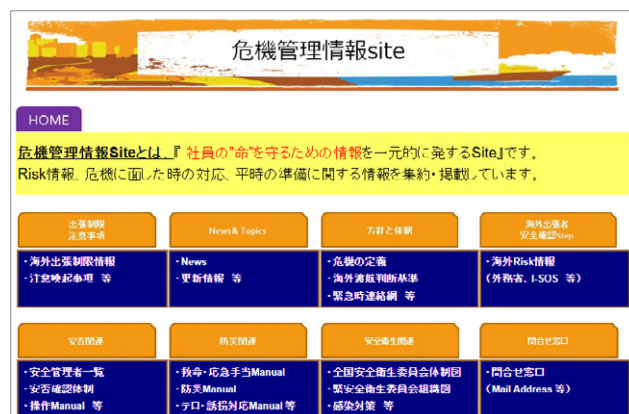 危機管理情報site
HOME
危機管理情報Siteとは、『 社員の"命"を守るための情報を一元的に発するSite』です。
Risk情報、危機に面した時の対応、平時の準備に関する情報を集約・掲載しています。
出張制限
注意事項
News& Topics
方針と体制
海外出張者
安全確認Step
・海外出張制限情報
・注意喚起事項 等
・News
・更新情報 等
・危機の定義
・海外渡航判断基準
・緊急時連絡網 等
・海外Risk情報
(外務省、I-SOS 等)
安否関連
防災関連
安全衛生関連
問合せ窓口
・安全管理者一覧
・安否確認体制
・操作Manual 等
・救命・応急手当Manual
・防災Manual
・テロ・誘拐対応Manual 等
・全国安全衛生委員会体制図
・緊安全衛生委員会組織図
・感染対策 等
・問合せ窓口
(Mail Address 等)